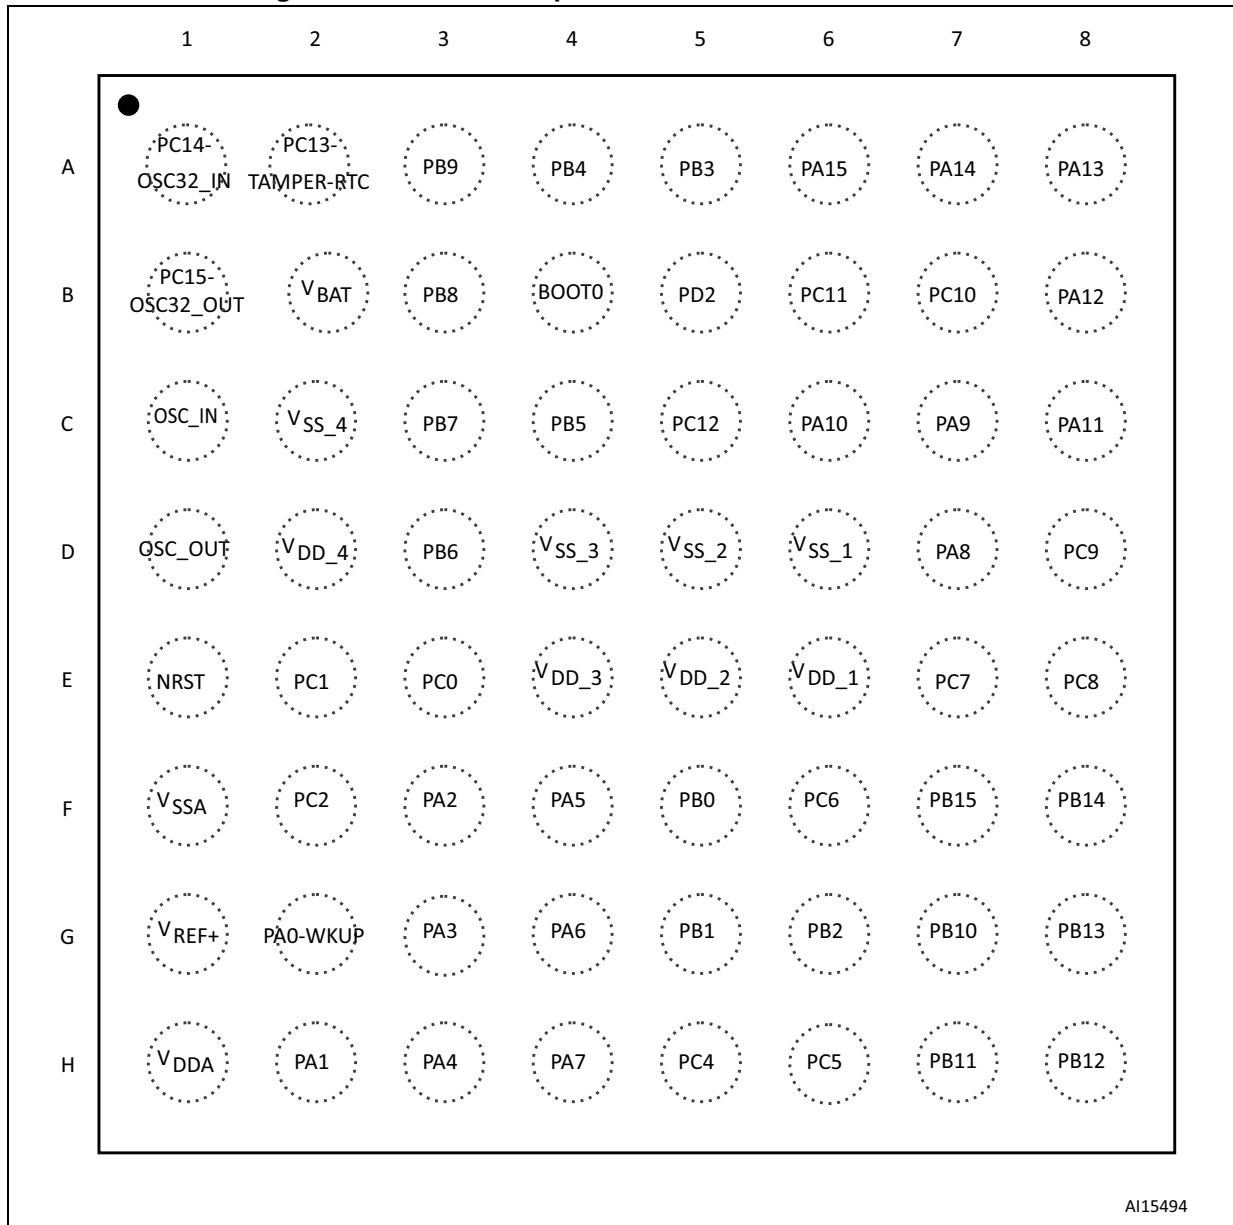 1 2 3 4 5 6 7 8
A PC14-OSC32_IN PC13-TAMPER-RTC PB9 PB4 PB3 PA15 PA14 PA13
B PC15-OSC32_OUT VBAT PB8 BOOT0 PD2 PC11 PC10 PA12
C OSC_IN VSS_4 PB7 PB5 PC12 PA10 PA9 PA11
D OSC_OUT VDD_4 PB6 VSS_3 VSS_2 VSS_1 PA8 PC9
E NRST PC1 PC0 VDD_3 VDD_2 VDD_1 PC7 PC8
F VSSA PC2 PA2 PA5 PB0 PC6 PB15 PB14
G VREF+ PA0-WKUP PA3 PA6 PB1 PB2 PB10 PB13
H VDDA PA1 PA4 PA7 PC4 PC5 PB11 PB12
AI15494